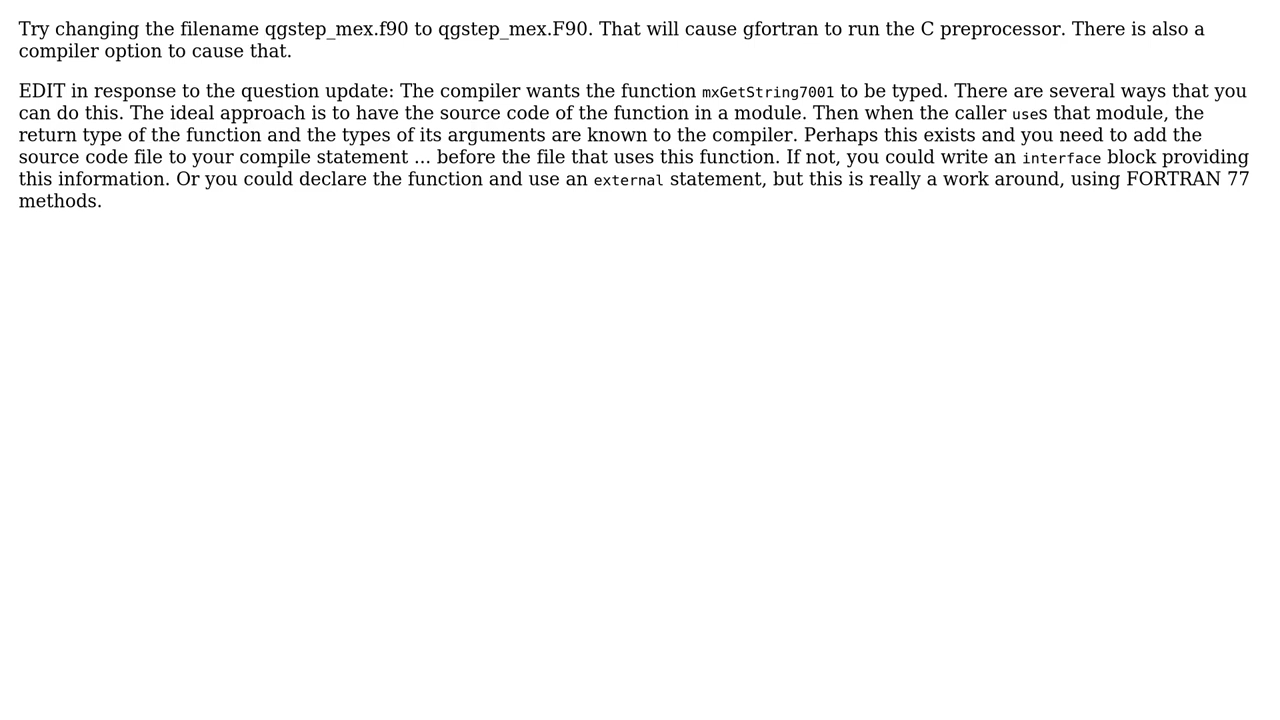 Try changing the filename qgstep_mex.f90 to qgstep_mex.F90. That will cause gfortran to run the C preprocessor. There is also a
compiler option to cause that.
EDIT in response to the question update: The compiler wants the function mxGetString7001 to be typed. There are several ways that you
can do this. The ideal approach is to have the source code of the function in a module. Then when the caller uses that module, the
return type of the function and the types of its arguments are known to the compiler. Perhaps this exists and you need to add the
source code file to your compile statement ... before the file that uses this function. If not, you could write an interface block providing
this information. Or you could declare the function and use an external statement, but this is really a work around, using FORTRAN 77
methods.